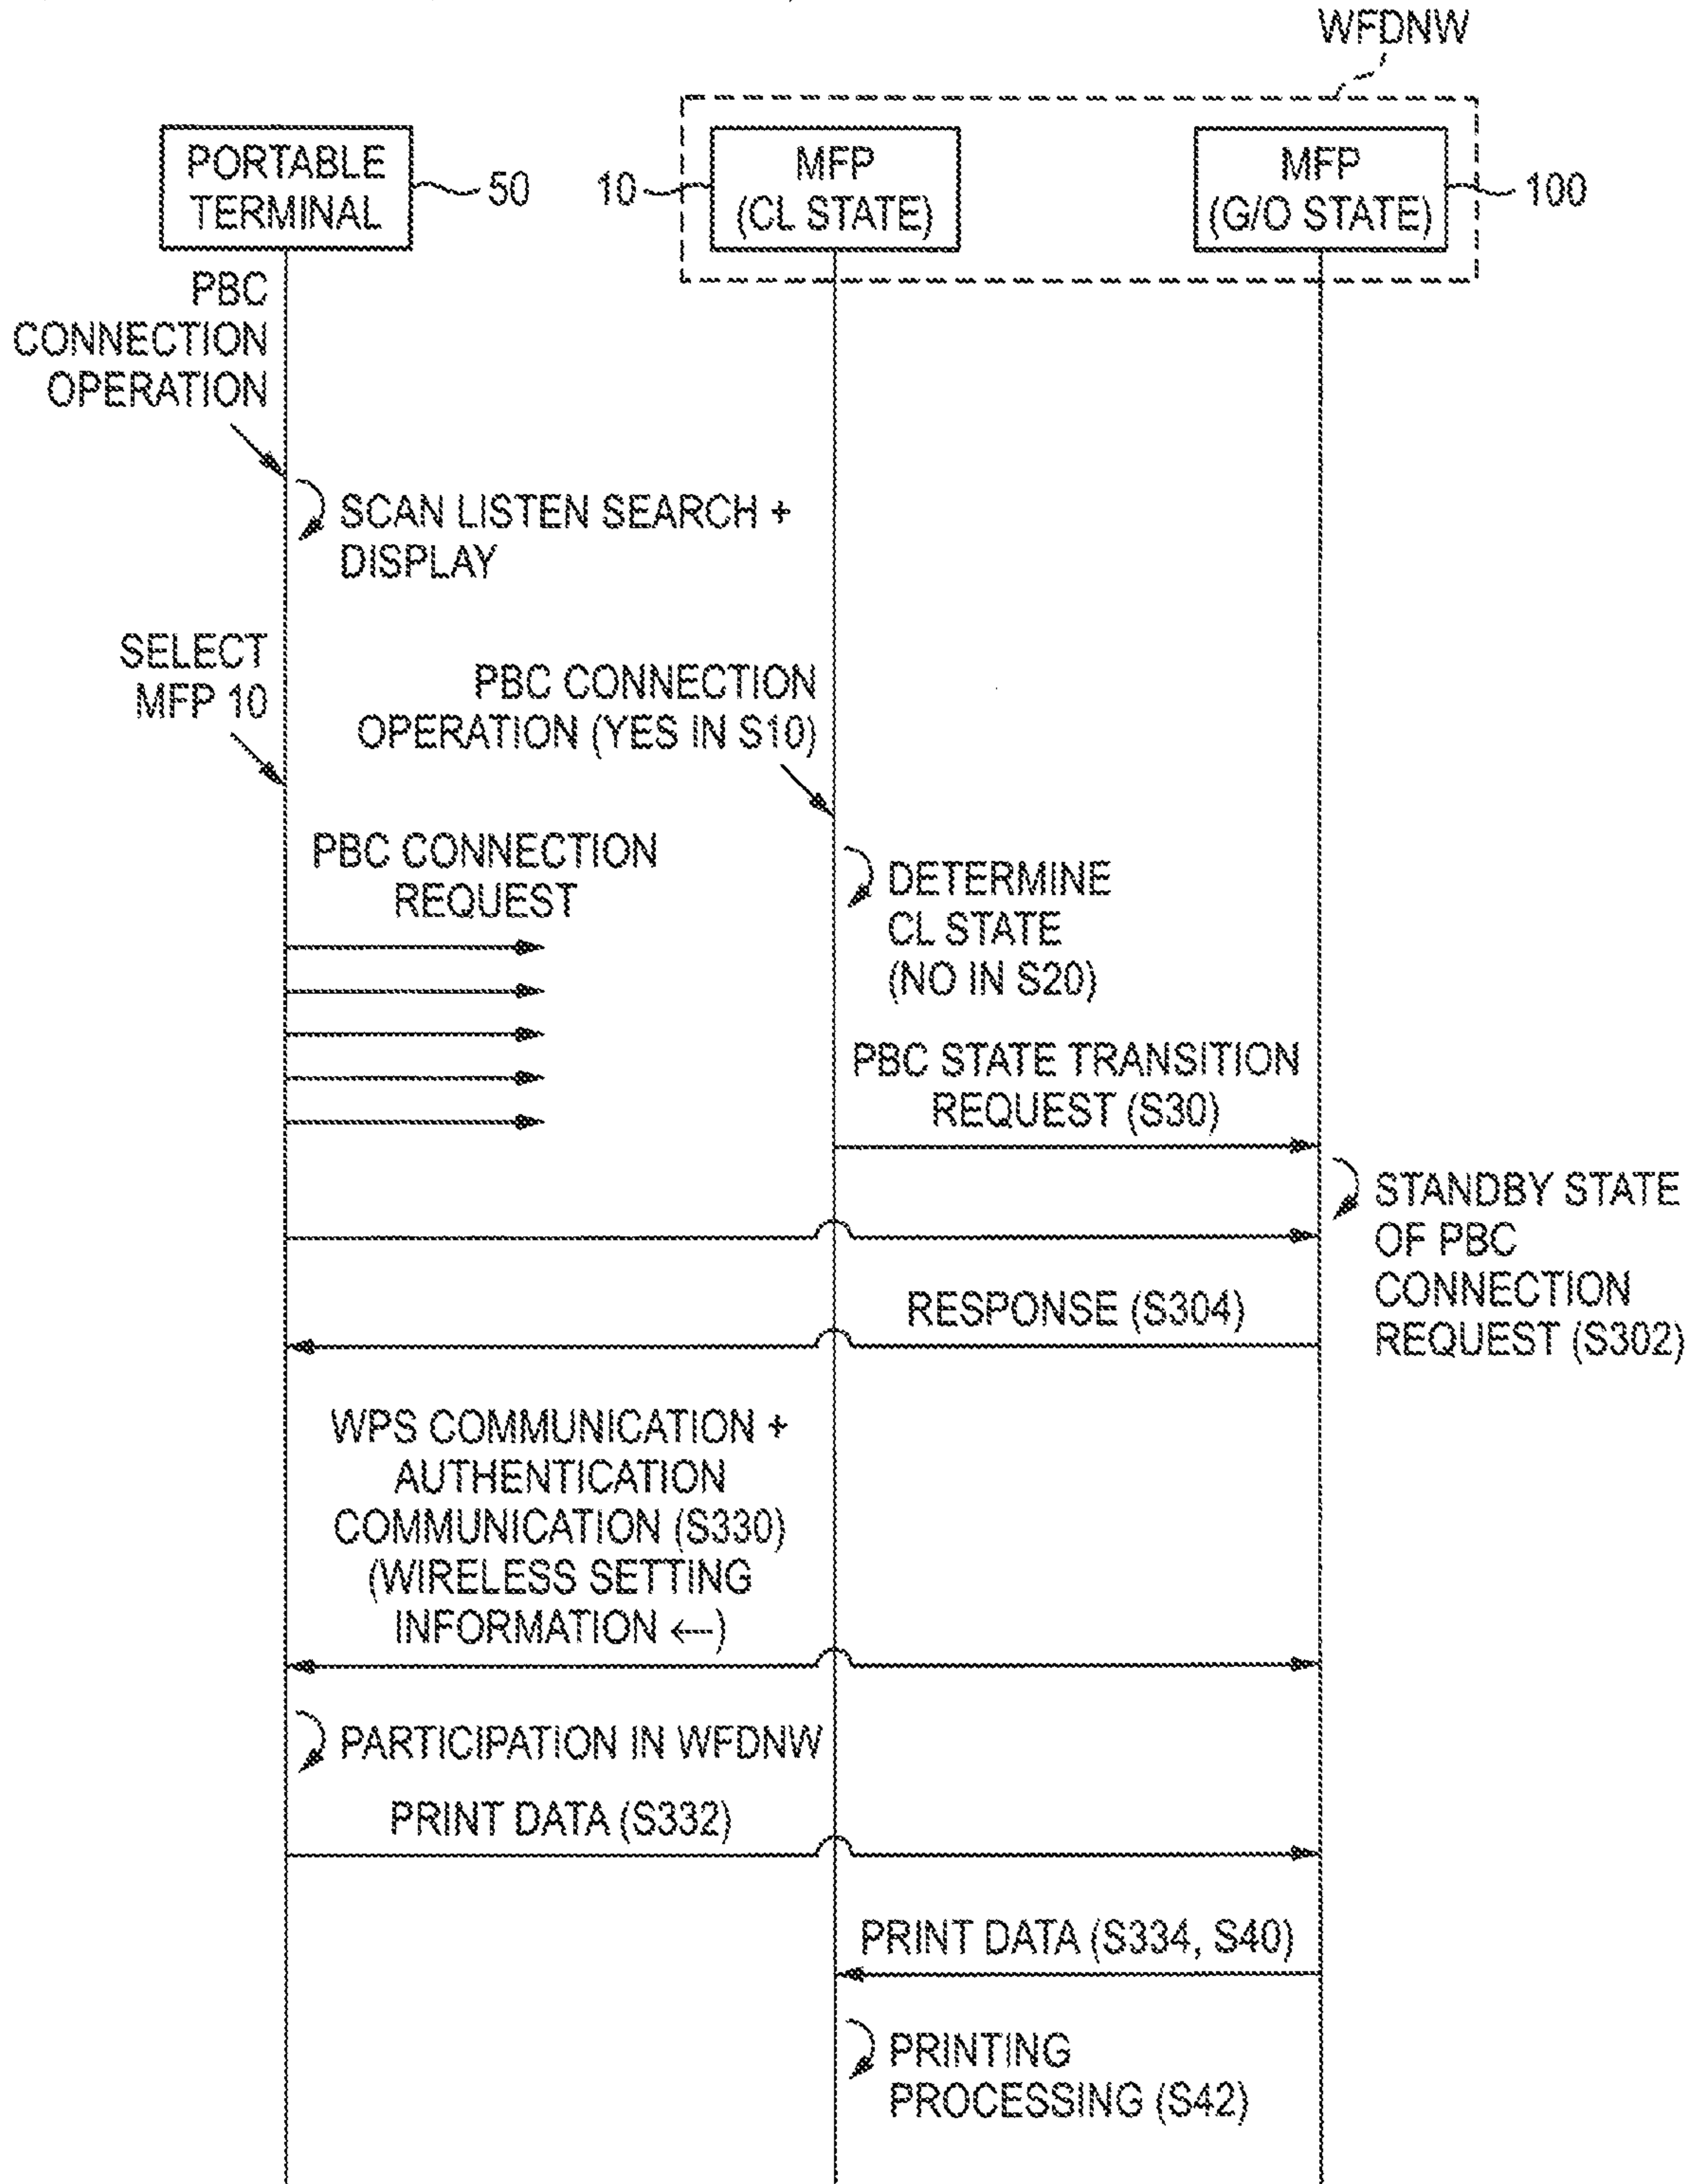 WFDNW
PORTABLE
TERMINAL
50
10
MFP
(CL STATE)
MFP
(G/O STATE)
100
PBC
CONNECTION
OPERATION
SCAN LISTEN SEARCH +
DISPLAY
SELECT
MFP 10
PBC CONNECTION
OPERATION (YES IN S10)
PBC CONNECTION
REQUEST
DETERMINE
CL STATE
(NO IN S20)
PBC STATE TRANSITION
REQUEST (S30)
STANDBY STATE
OF PBC
CONNECTION
REQUEST (S302)
RESPONSE (S304)
WPS COMMUNICATION +
AUTHENTICATION
COMMUNICATION (S330)
(WIRELESS SETTING
INFORMATION ←---)
PARTICIPATION IN WFDNW
PRINT DATA (S332)
PRINT DATA (S334, S40)
PRINTING
PROCESSING (S42)